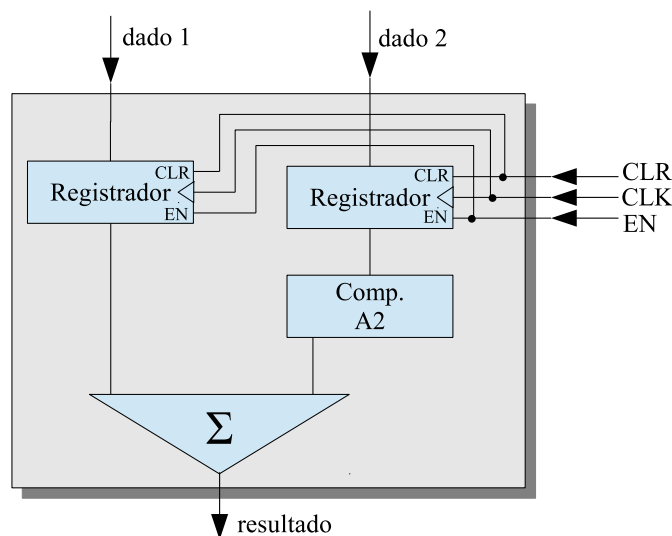 dado 1
dado 2
CLR
Registrador
EN
CLR
Registrador
EN
CLR
CLK
EN
Comp.
A2
Σ
resultado